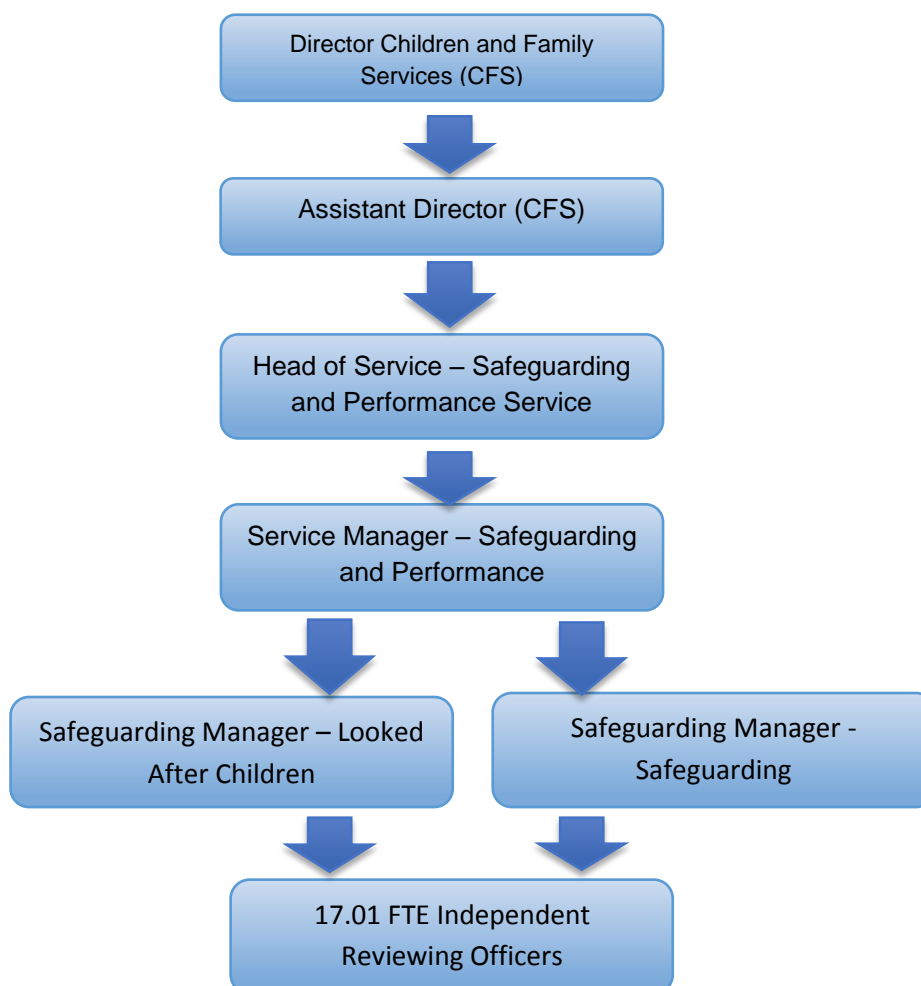 Director Children and Family
Services (CFS)
Assistant Director (CFS)
Head of Service – Safeguarding
and Performance Service
Service Manager – Safeguarding
and Performance
Safeguarding Manager – Looked
After Children
Safeguarding Manager -
Safeguarding
17.01 FTE Independent
Reviewing Officers